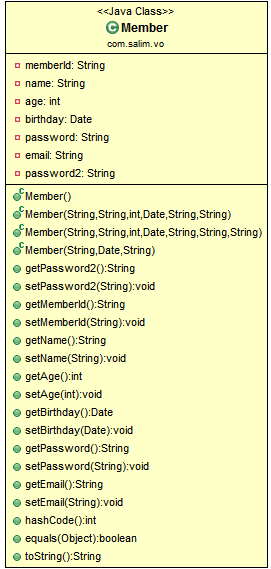 <<Java Class>>
Member
com.salim.vo
memberId: String
name: String
age: int
birthday: Date
password: String
email: String
password2: String
Member()
Member(String,String,int,Date,String,String)
Member(String,String,int,Date,String,String,String)
Member(String,Date,String)
getPassword2():String
setPassword2(String):void
getMemberId():String
setMemberId(String):void
getName():String
setName(String):void
getAge():int
setAge(int):void
getBirthday():Date
setBirthday(Date):void
getPassword():String
setPassword(String):void
getEmail():String
setEmail(String):void
hashCode():int
equals(Object):boolean
toString():String